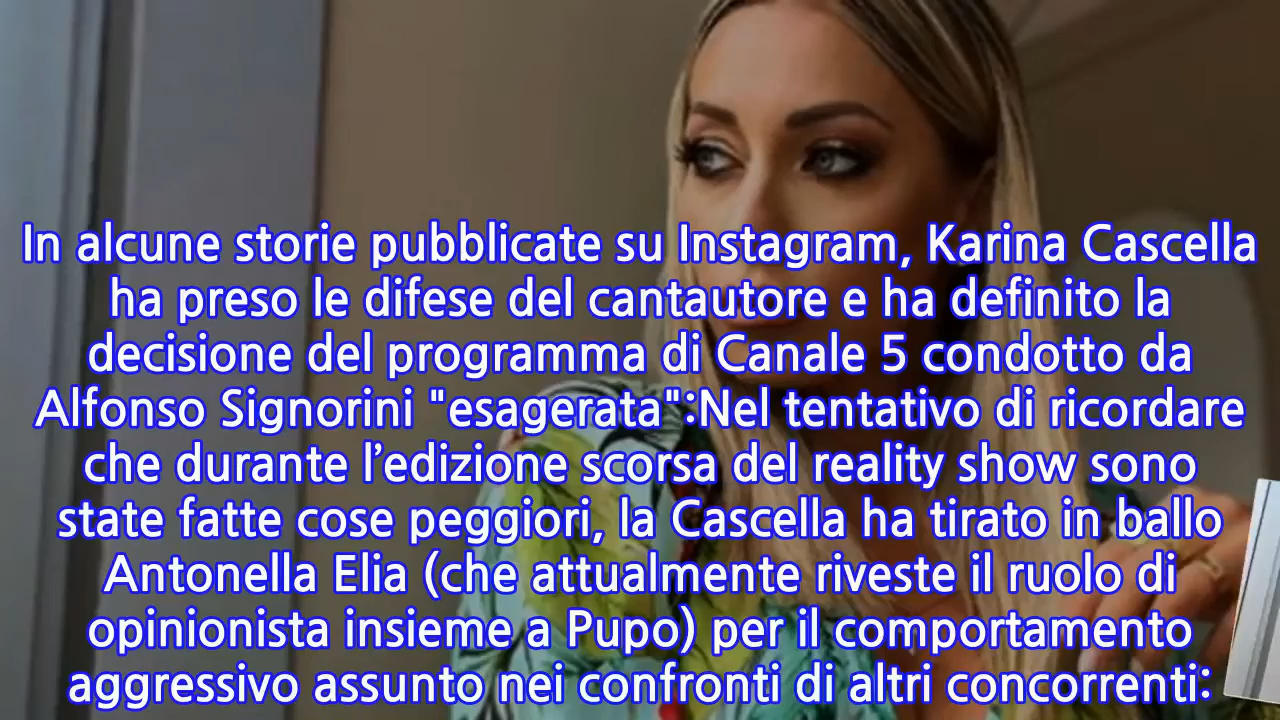 In alcune storie pubblicate su Instagram, Karina Cascella
ha preso le difese del cantautore e ha definito la
decisione del programma di Canale 5 condotto da
Alfonso Signorini "esagerata":Nel tentativo di ricordare
che durante l’edizione scorsa del reality show sono
state fatte cose peggiori, la Cascella ha tirato in ballo
Antonella Elia (che attualmente riveste il ruolo di
opinionista insieme a Pupo) per il comportamento
aggressivo assunto nei confronti di altri concorrenti: